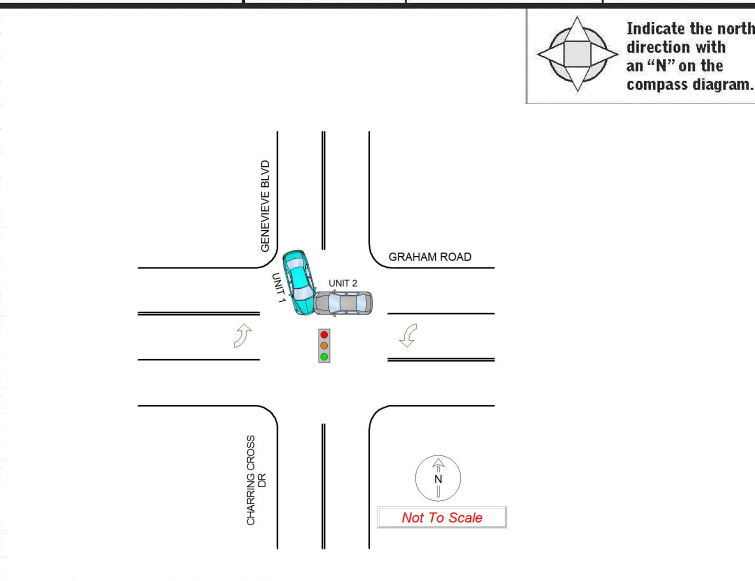 Indicate the north
direction with
an "N" on the
compass diagram.
GENEVIEVE BLVD
GRAHAM ROAD
UNIT 1
UNIT 2
CHARRING CROSS
DR
N
Not To Scale